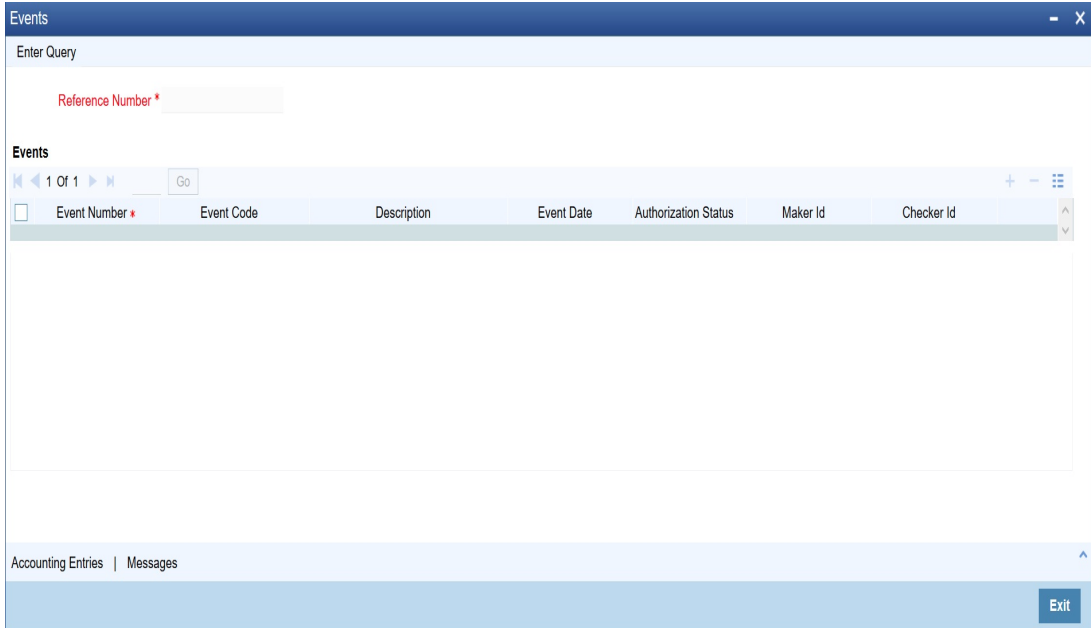 Events
Enter Query
Reference Number *
Events
1 Of 1 Go
Event Number * Event Code Description Event Date Authorization Status Maker Id Checker Id
Accounting Entries | Messages
Exit